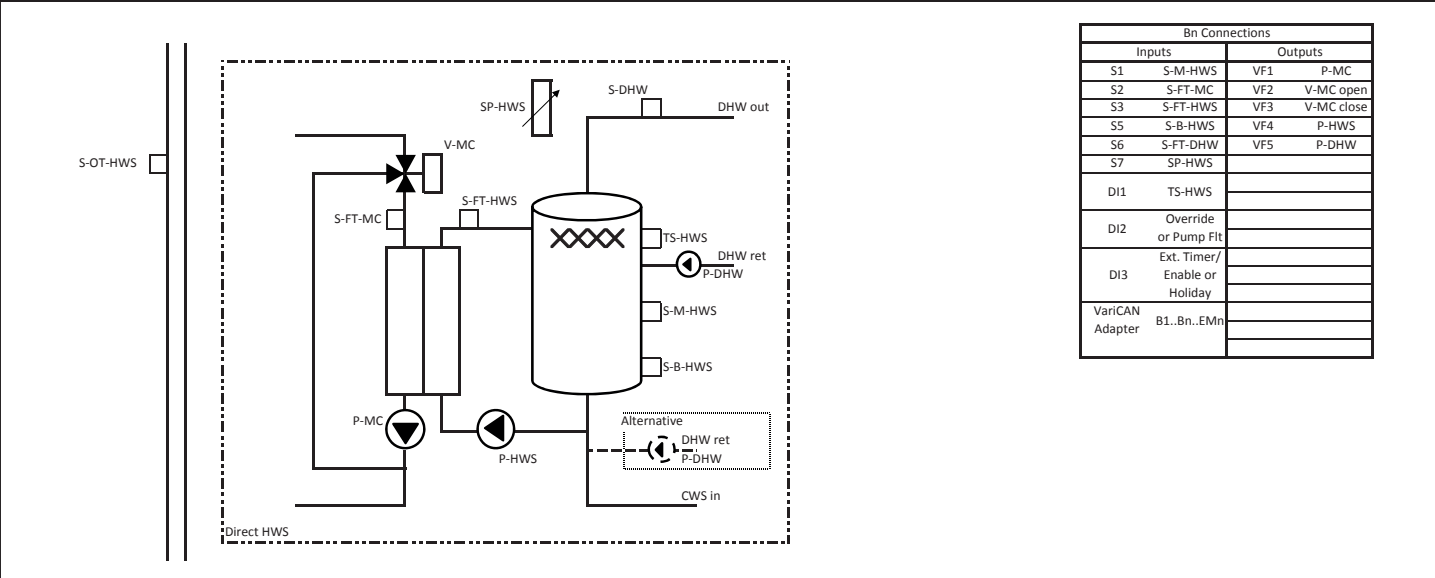 S-OT-HWS
SP-HWS
S-DHW
DHW out
V-MC
S-FT-MC
S-FT-HWS
TS-HWS
DHW ret
P-DHW
S-M-HWS
S-B-HWS
P-MC
P-HWS
Alternative
DHW ret
P-DHW
CWS in
Direct HWS
Bn Connections
Inputs Outputs
S1 S-M-HWS VF1 P-MC
S2 S-FT-MC VF2 V-MC open
S3 S-FT-HWS VF3 V-MC close
S5 S-B-HWS VF4 P-HWS
S6 S-FT-DHW VF5 P-DHW
S7 SP-HWS
DI1 TS-HWS
DI2 Override
or Pump Flt
DI3 Ext. Timer/
Enable or
Holiday
VariCAN
Adapter B1..Bn..EMn